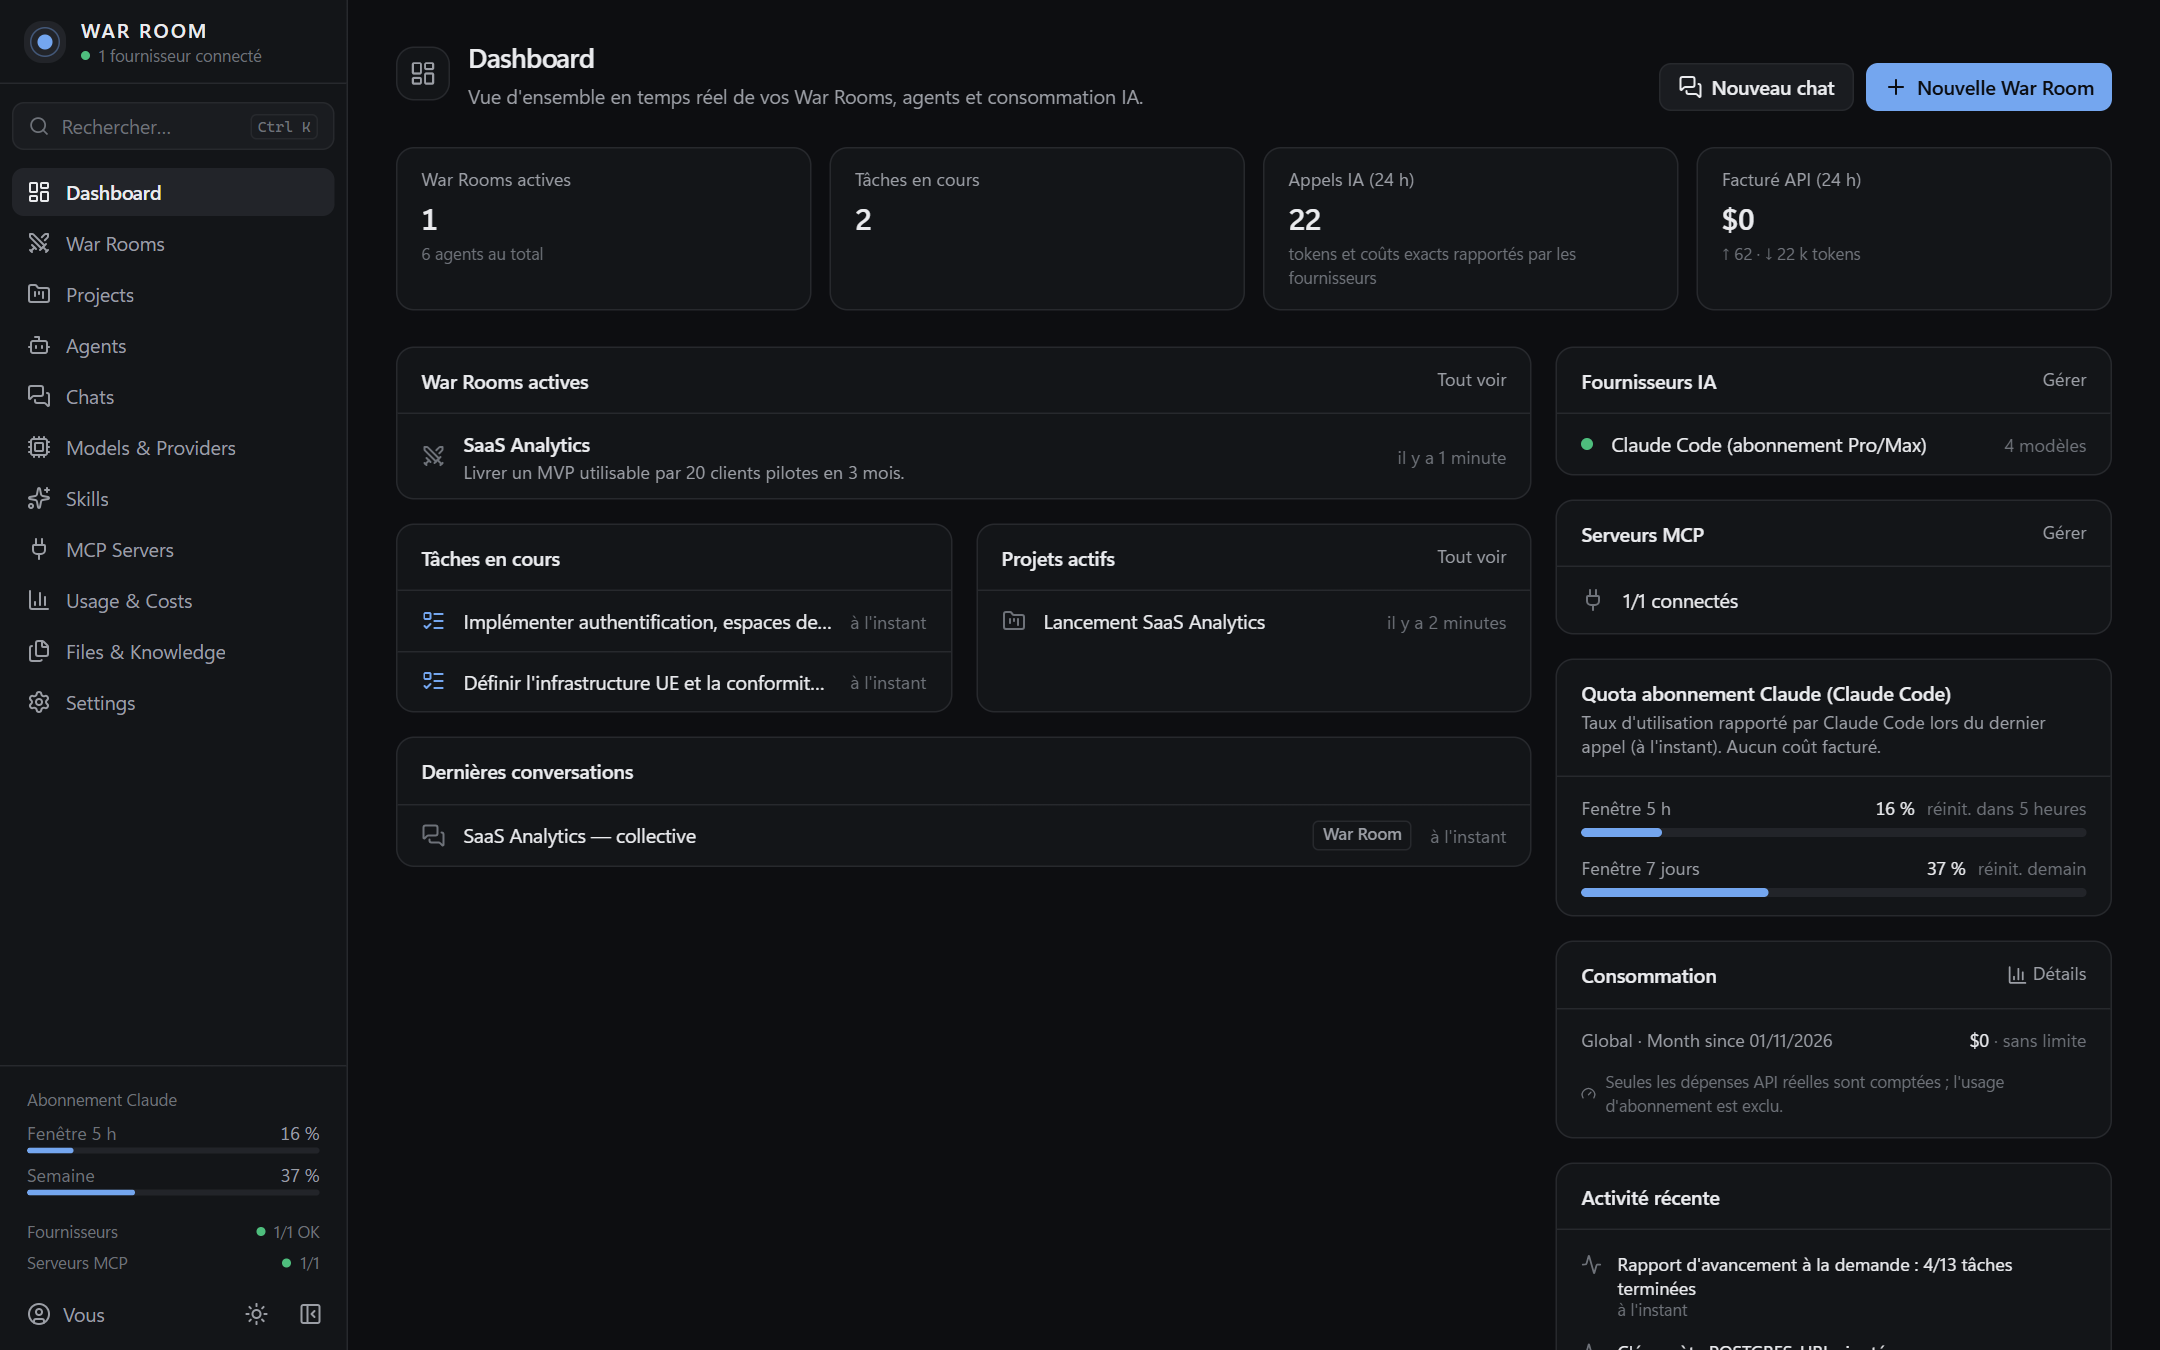 WAR ROOM
1 fournisseur connecté
Rechercher...
Ctrl K
Dashboard
War Rooms
Projects
Agents
Chats
Models & Providers
Skills
MCP Servers
Usage & Costs
Files & Knowledge
Settings
Abonnement Claude
Fenêtre 5 h 16 %
Semaine 37 %
Fournisseurs 1/1 OK
Serveurs MCP 1/1
Vous
Dashboard
Vue d'ensemble en temps réel de vos War Rooms, agents et consommation IA.
Nouveau chat
Nouvelle War Room
War Rooms actives
1
6 agents au total
Tâches en cours
2
Appels IA (24 h)
22
tokens et coûts exacts rapportés par les
fournisseurs
Facturé API (24 h)
$0
↑ 62 · ↓ 22 k tokens
War Rooms actives
Tout voir
SaaS Analytics
Livrer un MVP utilisable par 20 clients pilotes en 3 mois.
il y a 1 minute
Tâches en cours
Implémenter authentification, espaces de... à l'instant
Définir l'infrastructure UE et la conformit... à l'instant
Projets actifs
Tout voir
Lancement SaaS Analytics il y a 2 minutes
Dernières conversations
SaaS Analytics — collective War Room à l'instant
Fournisseurs IA
Gérer
Claude Code (abonnement Pro/Max) 4 modèles
Serveurs MCP
Gérer
1/1 connectés
Quota abonnement Claude (Claude Code)
Taux d'utilisation rapporté par Claude Code lors du dernier
appel (à l'instant). Aucun coût facturé.
Fenêtre 5 h 16 % réinit. dans 5 heures
Fenêtre 7 jours 37 % réinit. demain
Consommation
Détails
Global · Month since 01/11/2026 $0 · sans limite
Seules les dépenses API réelles sont comptées ; l'usage
d'abonnement est exclu.
Activité récente
Rapport d'avancement à la demande : 4/13 tâches
terminées
à l'instant